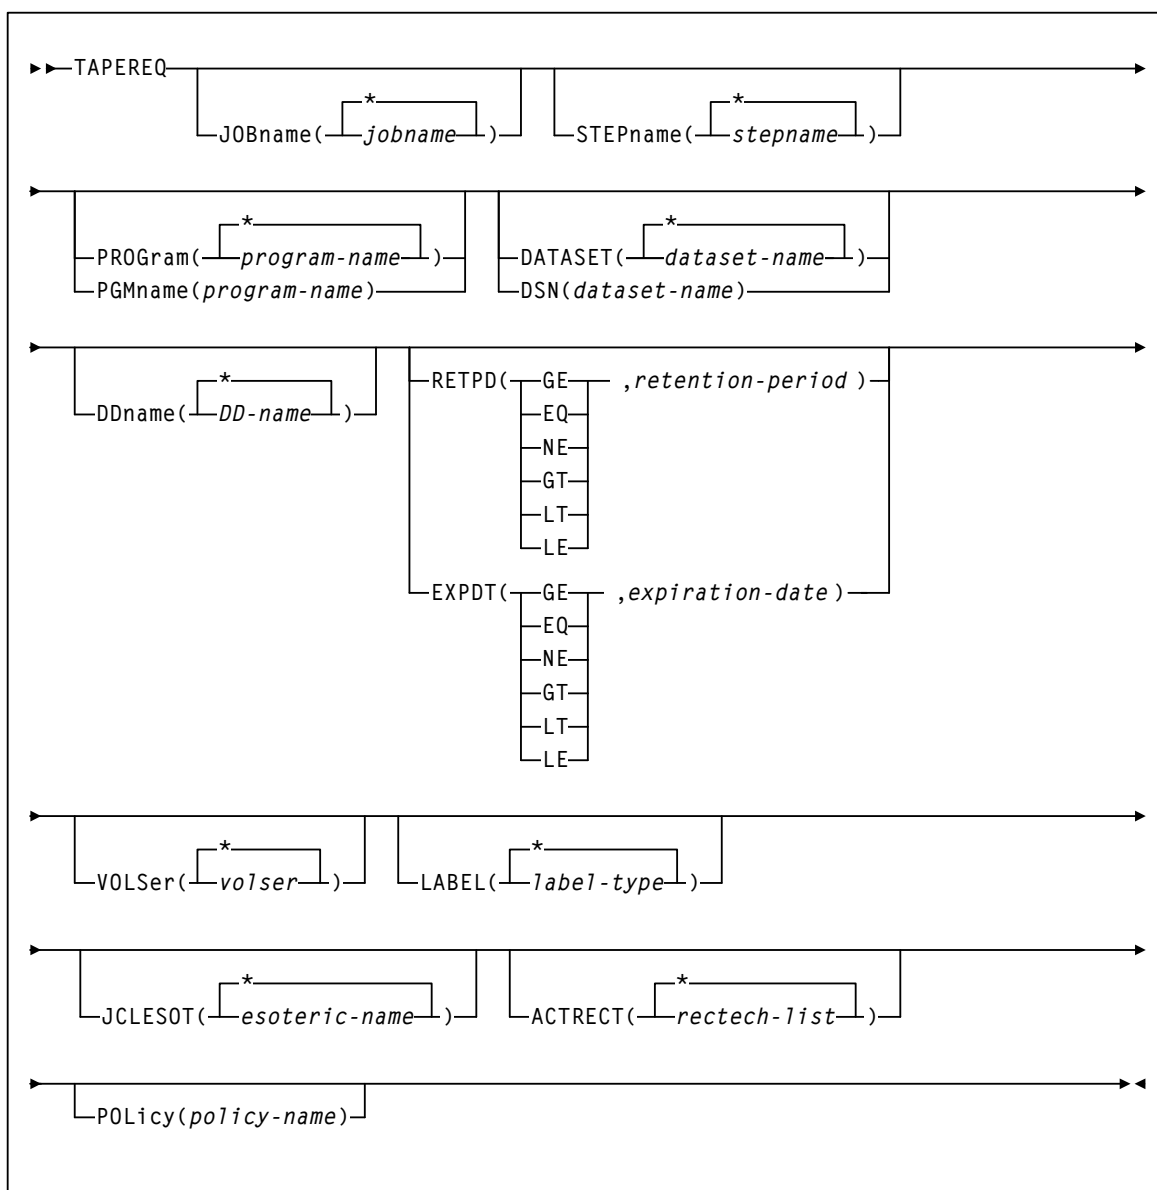 TAPEREQ
* *
JOBname( jobname ) STEPname( stepname )
* *
PROGram( program-name ) DATASET( dataset-name )
PGMname(program-name) DSN(dataset-name)
* RETPD( GE ,retention-period )
DDname( DD-name ) EQ
NE
GT
LT
LE
EXPDT( GE ,expiration-date )
EQ
NE
GT
LT
LE
* *
VOLSer( volser ) LABEL( label-type )
* *
JCLESOT( esoteric-name ) ACTRECT( rectech-list )
POLicy(policy-name)